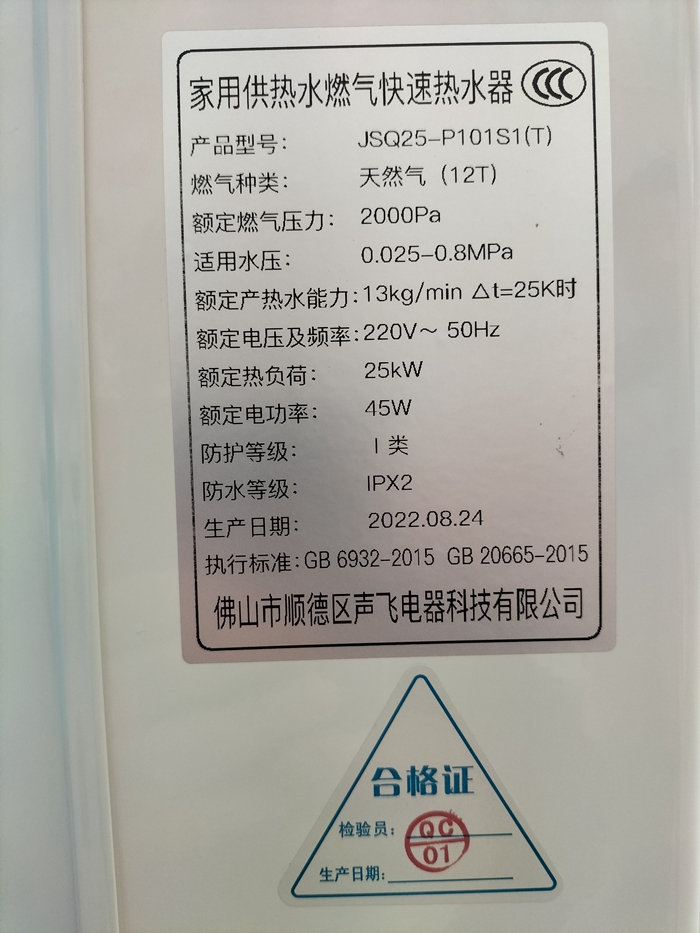 家用供热水燃气快速热水器 CCC
产品型号: JSQ25-P101S1(T)
燃气种类: 天然气 (12T)
额定燃气压力: 2000Pa
适用水压: 0.025-0.8MPa
额定产热水能力:13kg/min △t=25K时
额定电压及频率:220V～ 50Hz
额定热负荷: 25kW
额定电功率: 45W
防护等级: I 类
防水等级: IPX2
生产日期: 2022.08.24
执行标准:GB 6932-2015 GB 20665-2015
佛山市顺德区声飞电器科技有限公司
合格证
检验员: QC
01
生产日期: